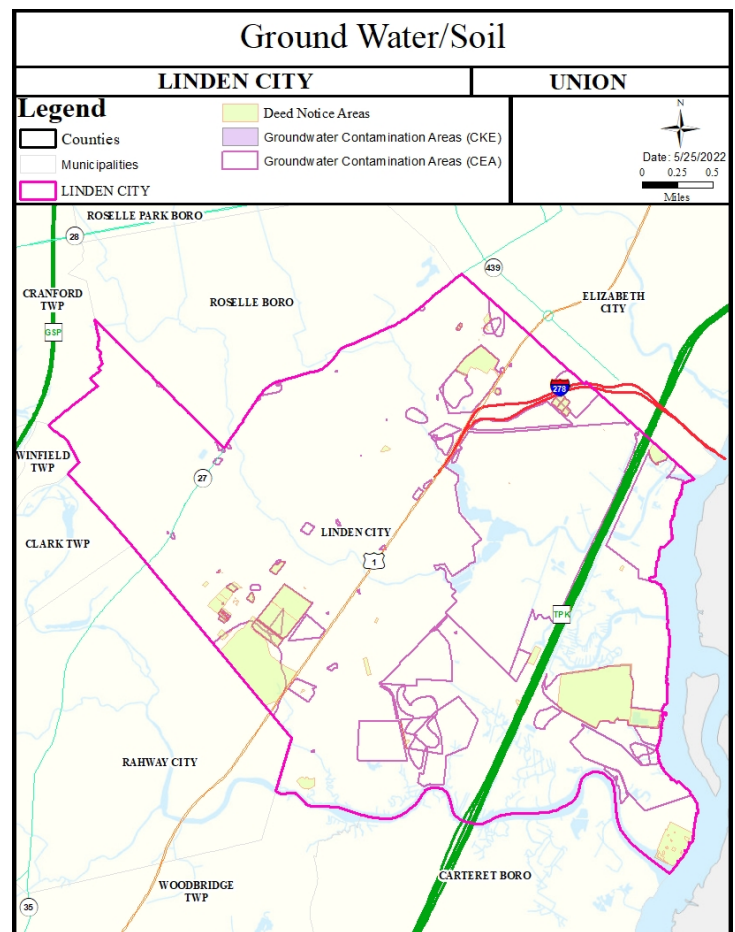 Ground Water/Soil
LINDEN CITY
UNION
Legend
Counties
Municipalities
LINDEN CITY
Deed Notice Areas
Groundwater Contamination Areas (CKE)
Groundwater Contamination Areas (CEA)
N
Date: 5/25/2022
0 0.25 0.5
Miles
ROSELLE PARK BORO
28
439
CRANFORD
TWP
ROSELLE BORO
ELIZABETH
CITY
GSP
278
WINFIELD
TWP
27
CLARK TWP
LINDEN CITY
1
TPK
RAHWAY CITY
CARTERET BORO
WOODBRIDGE
TWP
35